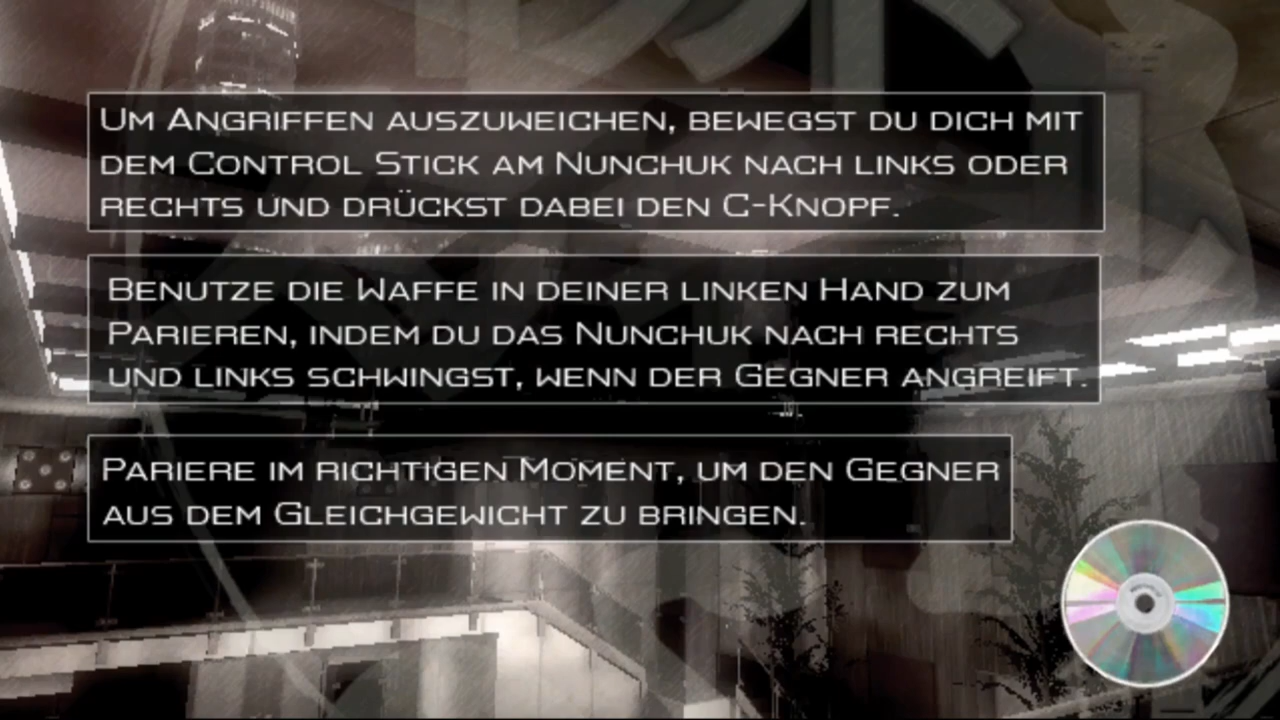 Um Angriffen auszuweichen, bewegst du dich mit
dem Control Stick am Nunchuk nach links oder
rechts und drückst dabei den C-Knopf.
Benutze die Waffe in deiner linken Hand zum
Parieren, indem du das Nunchuk nach rechts
und links schwingst, wenn der Gegner angreift.
Pariere im richtigen Moment, um den Gegner
aus dem Gleichgewicht zu bringen.